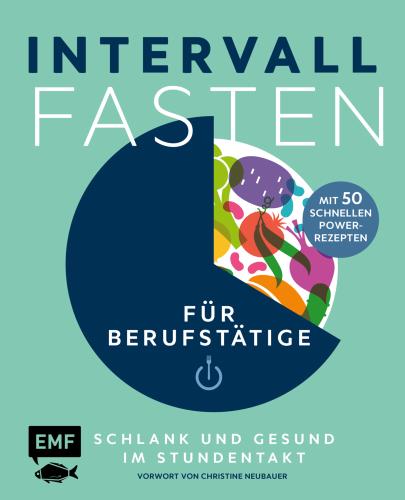 INTERVALL
FASTEN
MIT 50
SCHNELLEN
POWER-
REZEPTEN
FÜR
BERUFSTÄTIGE
EMF
SCHLANK UND GESUND
IM STUNDENTAKT
VORWORT VON CHRISTINE NEUBAUER